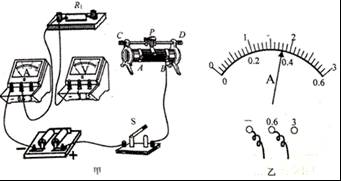 R₁
C P D
A V A B
S
− +
甲
0 1 2 3
0 0.2 0.4 0.6
A
− 0.6 3
乙